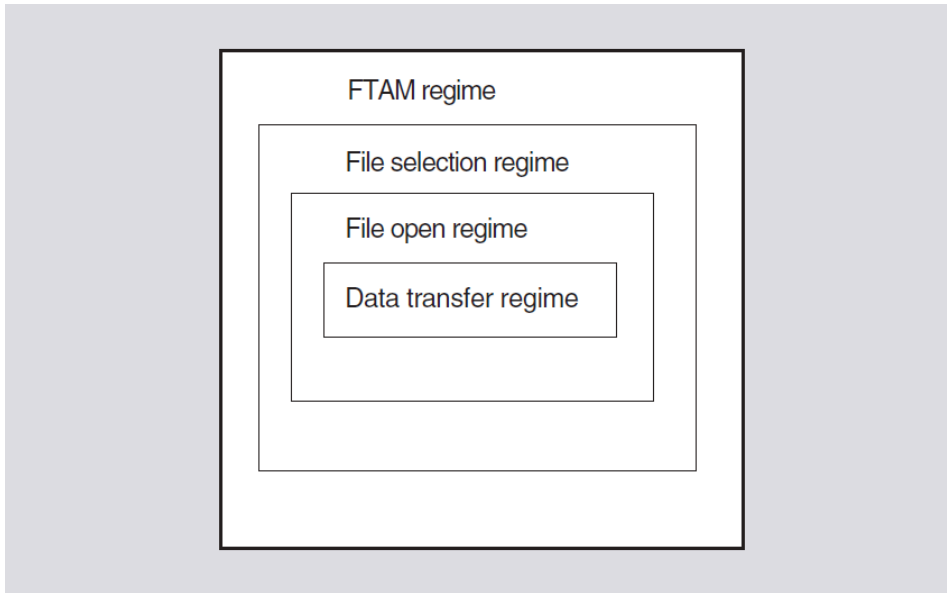 FTAM regime
File selection regime
File open regime
Data transfer regime